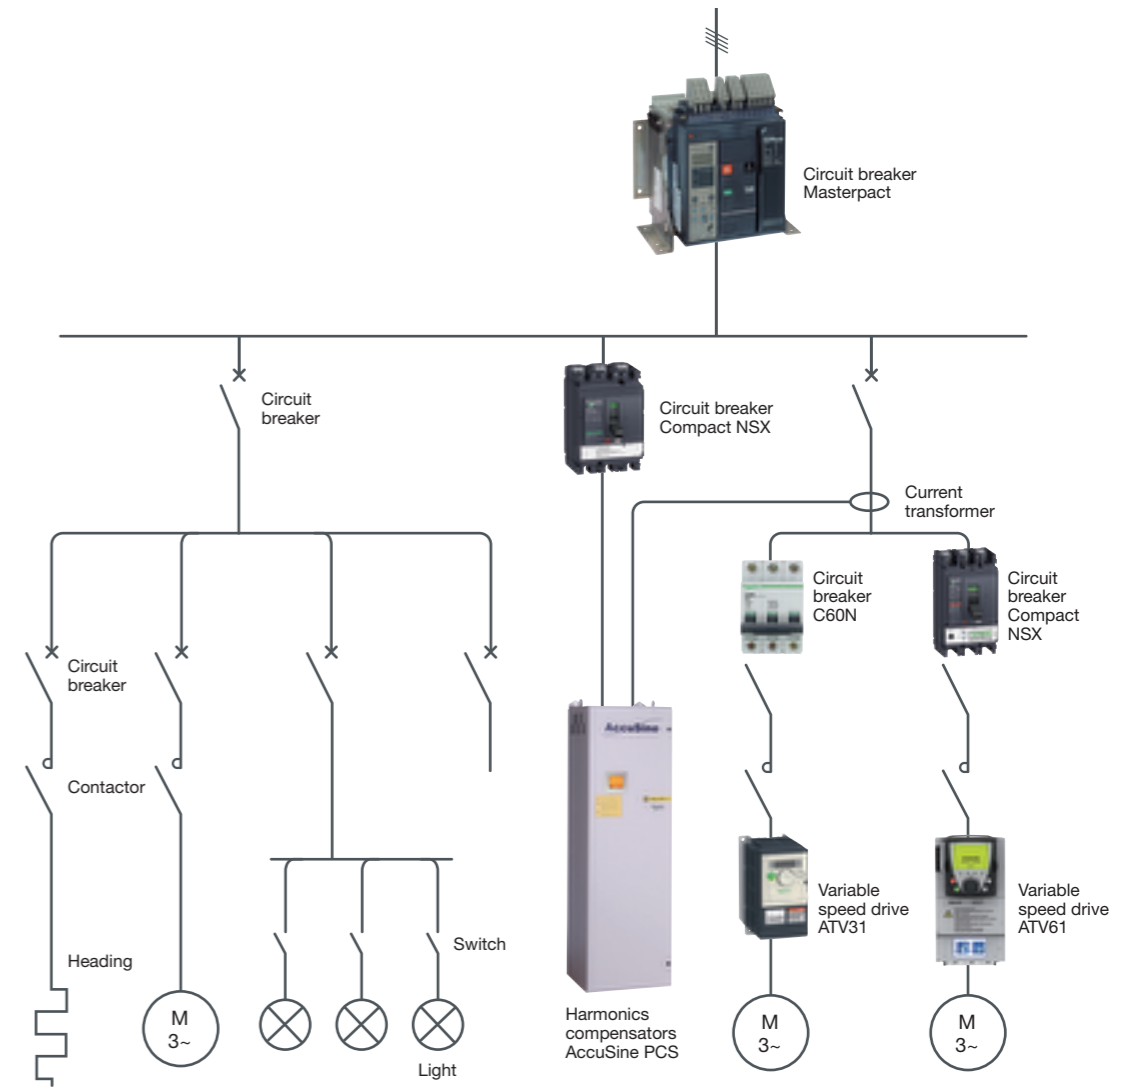 Circuit breaker
Masterpact
Circuit
breaker
Circuit breaker
Compact NSX
Current
transformer
Circuit
breaker
C60N
Circuit
breaker
Compact
NSX
Circuit
breaker
Contactor
AccuSine
Variable
speed drive
ATV31
Variable
speed drive
ATV61
Switch
Heading
M
3~
Light
Harmonics
compensators
AccuSine PCS
M
3~
M
3~